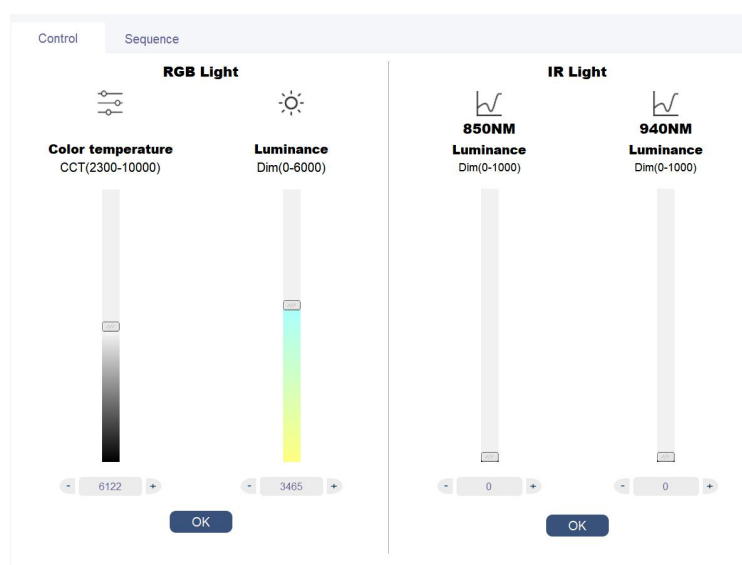 Control
Sequence
RGB Light
Color temperature
CCT(2300-10000)
Luminance
Dim(0-6000)
- 6122 +
- 3465 +
OK
IR Light
850NM
Luminance
Dim(0-1000)
940NM
Luminance
Dim(0-1000)
- 0 +
- 0 +
OK